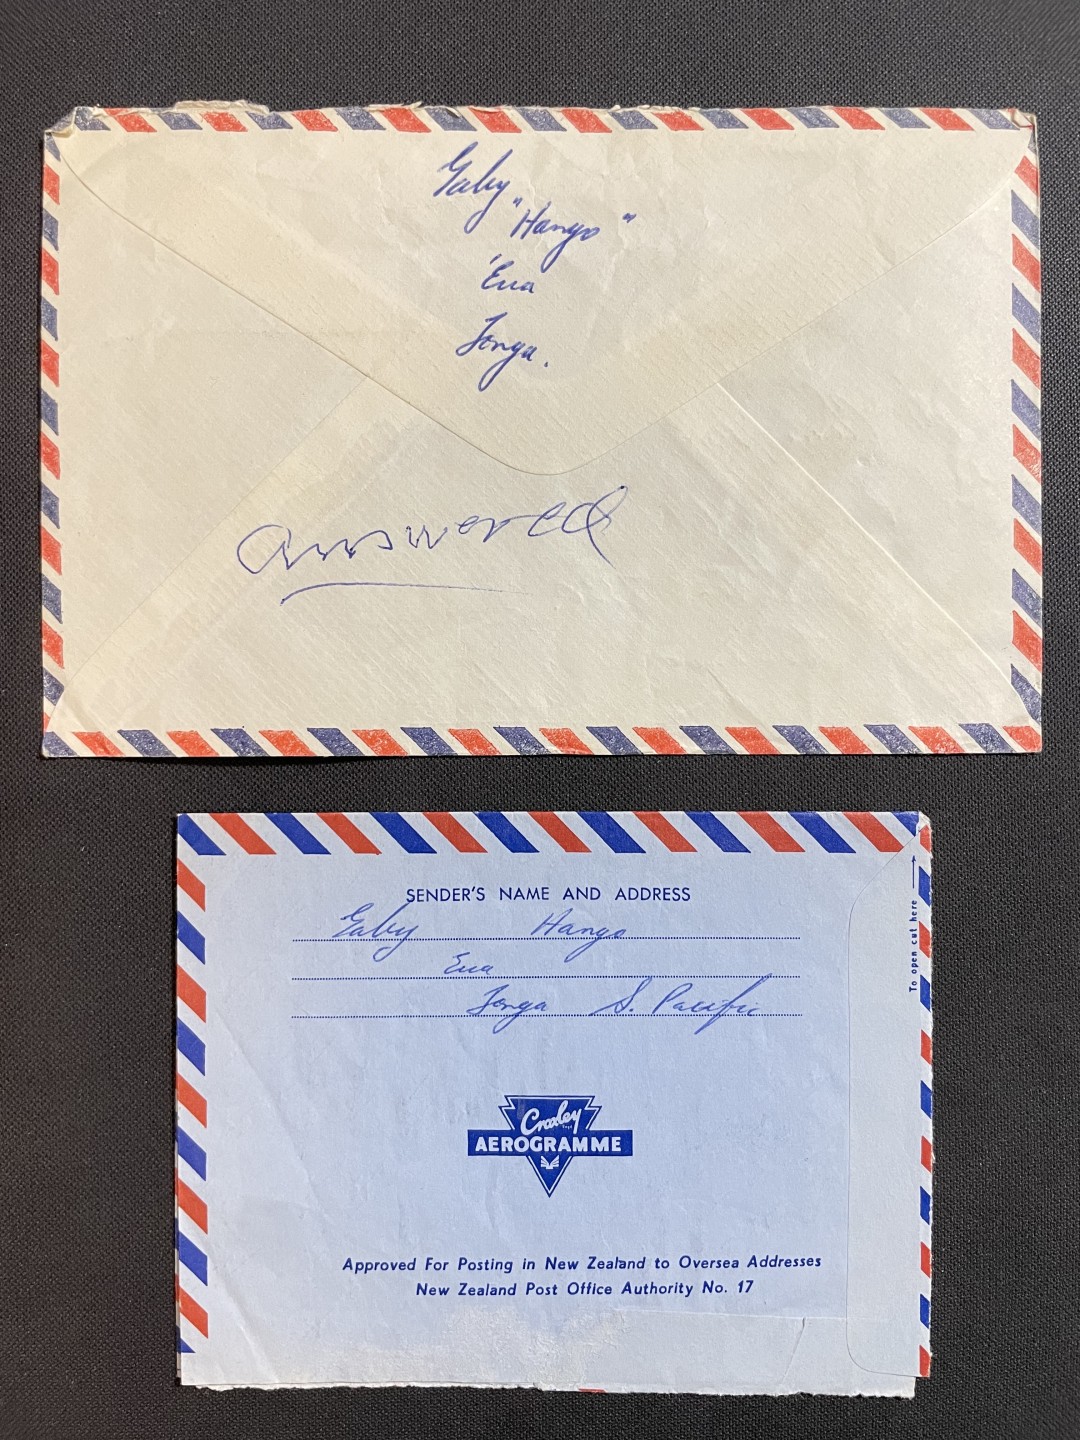 Gaby
"Hango"
'Eua
Tonga.
answered
SENDER'S NAME AND ADDRESS
Gaby Hango
Eua
Tonga S. Pacific
To open cut here
Croxley
AEROGRAMME
Approved For Posting in New Zealand to Oversea Addresses
New Zealand Post Office Authority No. 17